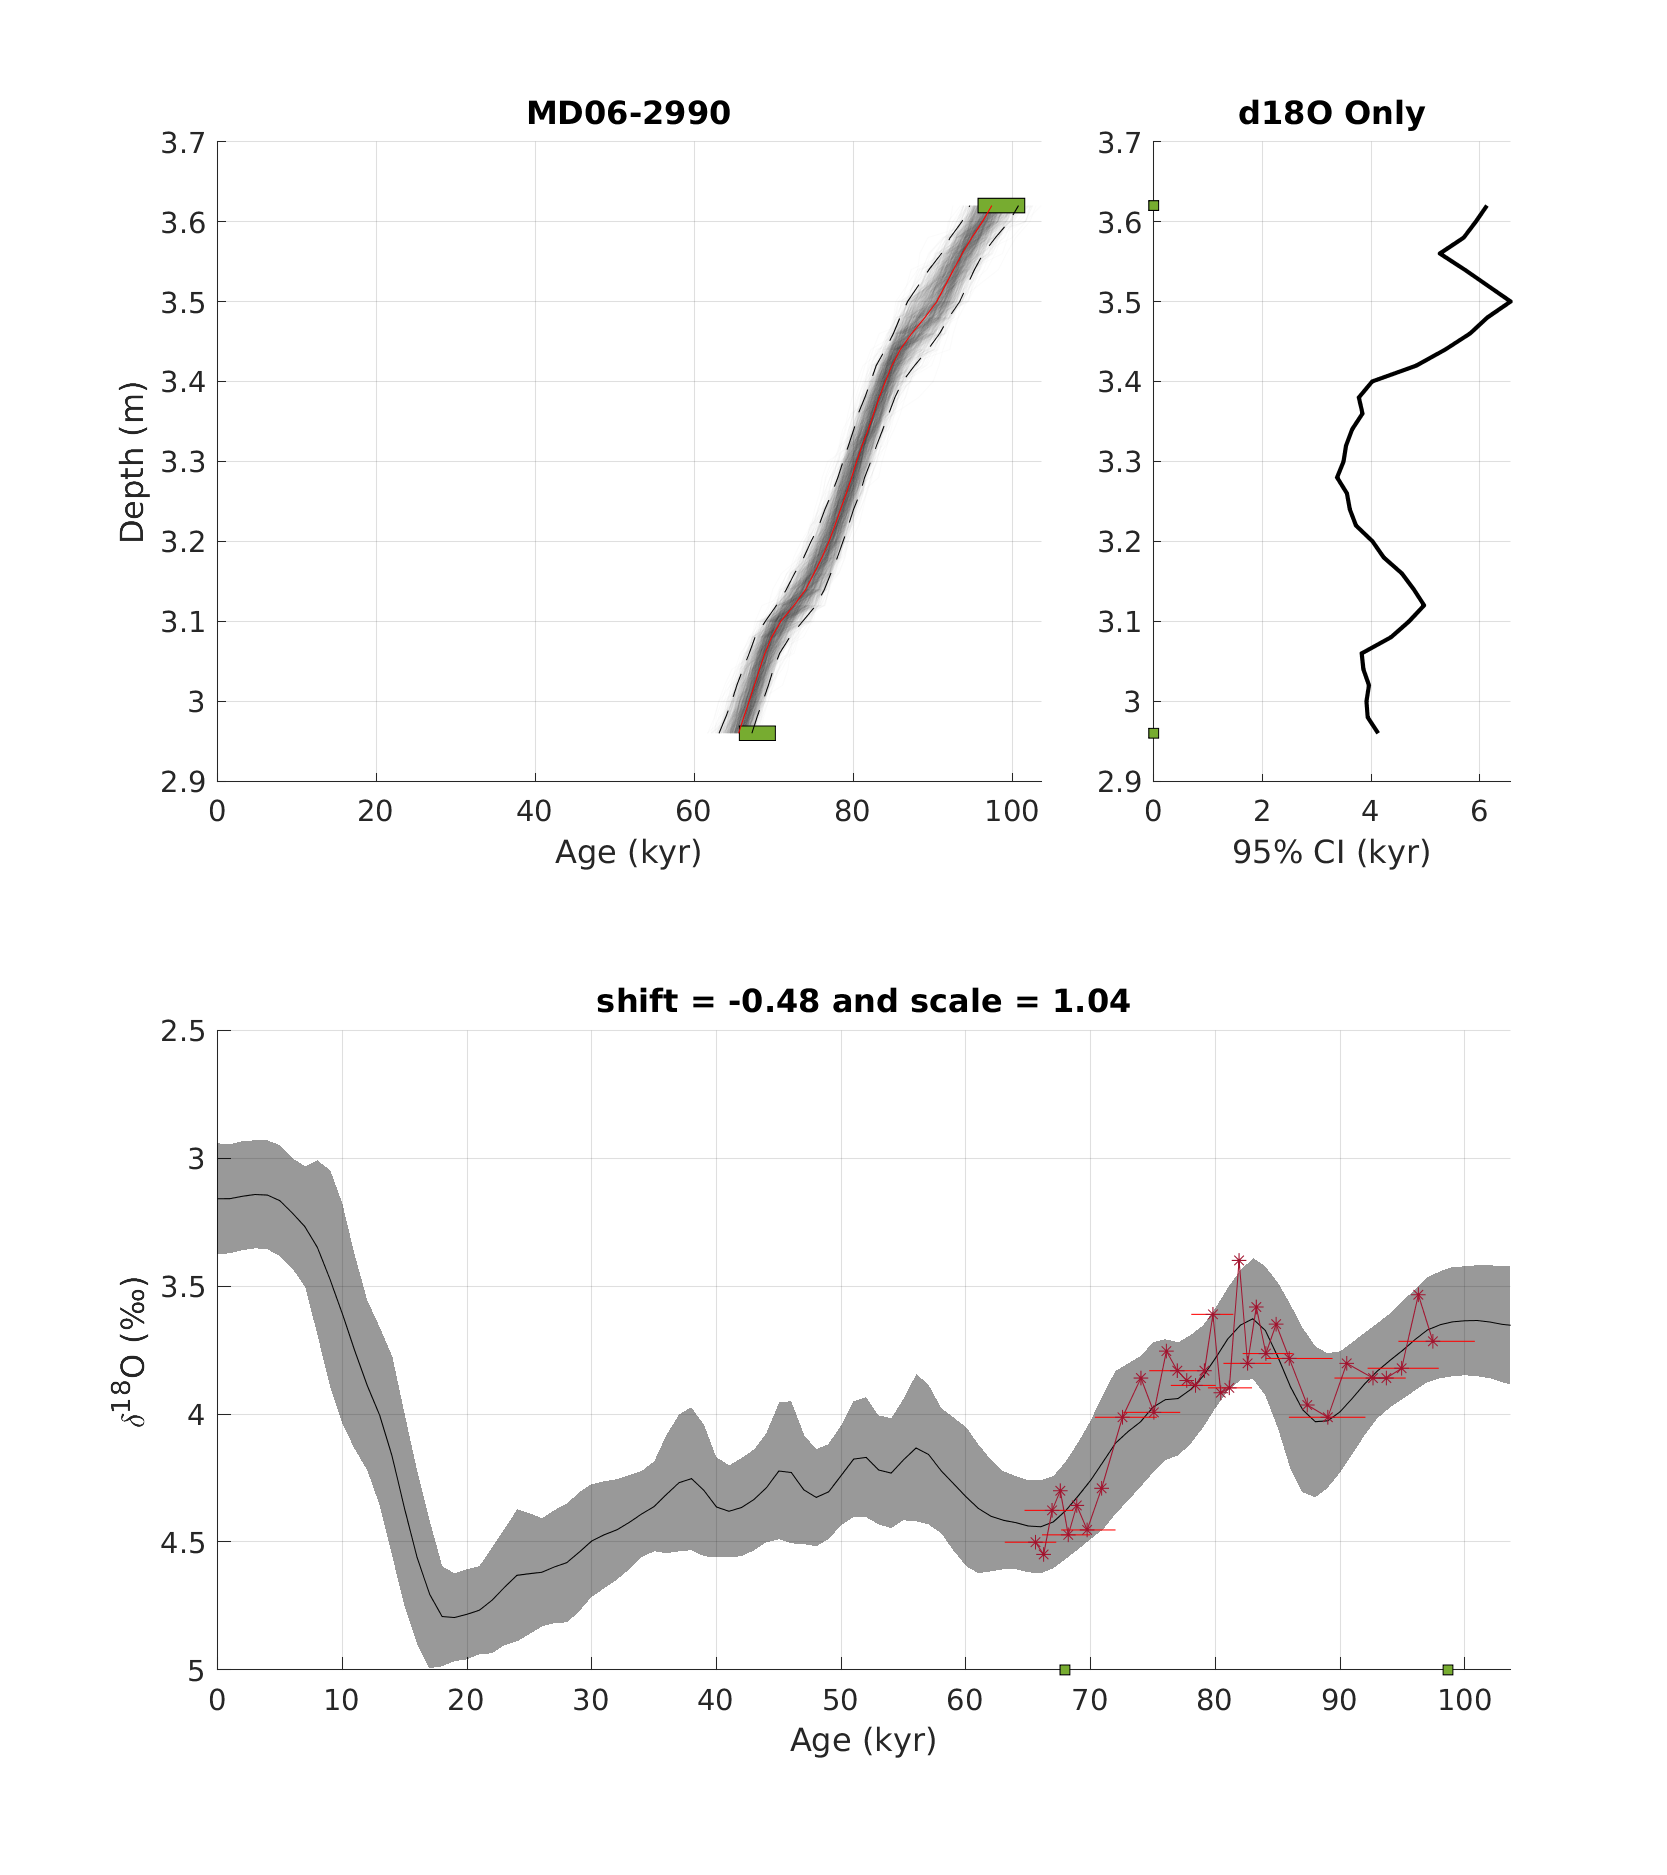 MD06-2990
3.7
3.6
3.5
3.4
3.3
3.2
3.1
3
2.9
Depth (m)
0 20 40 60 80 100
Age (kyr)
d18O Only
3.7
3.6
3.5
3.4
3.3
3.2
3.1
3
2.9
0 2 4 6
95% CI (kyr)
shift = -0.48 and scale = 1.04
2.5
3
3.5
4
4.5
5
δ¹⁸O (‰)
0 10 20 30 40 50 60 70 80 90 100
Age (kyr)